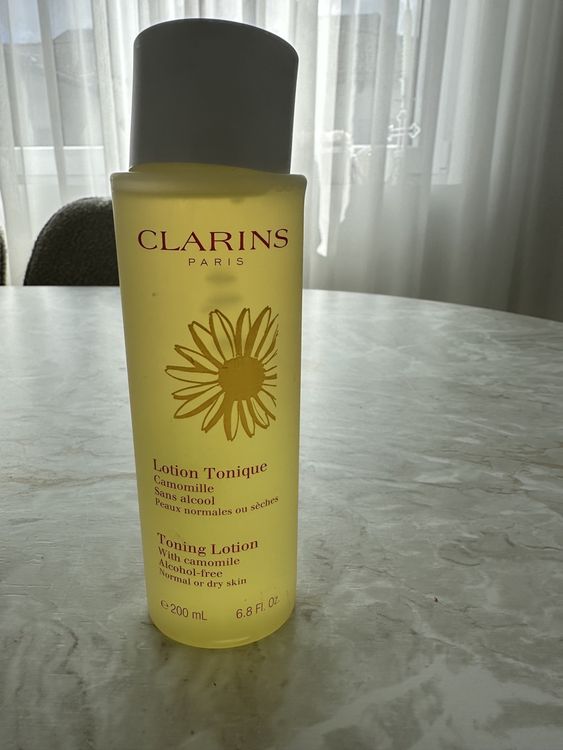 CLARINS
PARIS
Lotion Tonique
Camomille
Sans alcool
Peaux normales ou sèches
Toning Lotion
With camomile
Alcohol-free
Normal or dry skin
℮200 mL 6.8 Fl. Oz.